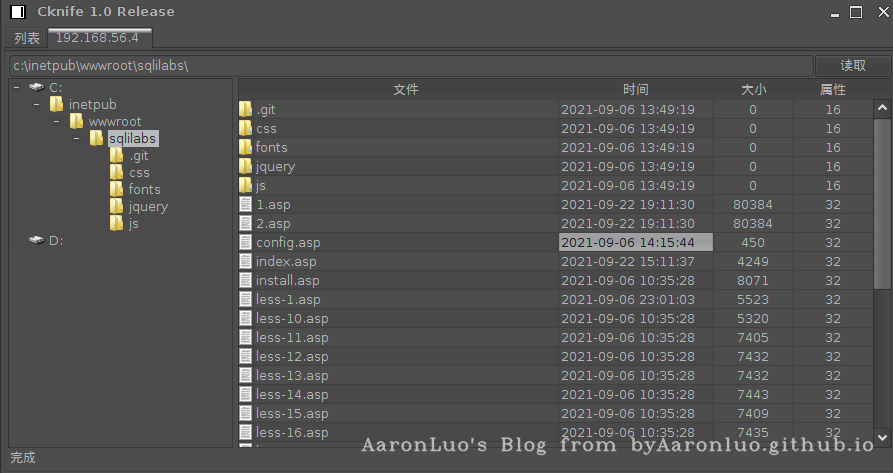 Cknife 1.0 Release
列表 192.168.56.4
c:\inetpub\wwwroot\sqlilabs\ 读取
C:
inetpub
wwwroot
sqlilabs
.git
css
fonts
jquery
js
D:
文件 时间 大小 属性
.git 2021-09-06 13:49:19 0 16
css 2021-09-06 13:49:19 0 16
fonts 2021-09-06 13:49:19 0 16
jquery 2021-09-06 13:49:19 0 16
js 2021-09-06 13:49:19 0 16
1.asp 2021-09-22 19:11:30 80384 32
2.asp 2021-09-22 19:11:30 80384 32
config.asp 2021-09-06 14:15:44 450 32
index.asp 2021-09-22 15:11:37 4249 32
install.asp 2021-09-06 10:35:28 8071 32
less-1.asp 2021-09-06 23:01:03 5523 32
less-10.asp 2021-09-06 10:35:28 5320 32
less-11.asp 2021-09-06 10:35:28 7405 32
less-12.asp 2021-09-06 10:35:28 7432 32
less-13.asp 2021-09-06 10:35:28 7432 32
less-14.asp 2021-09-06 10:35:28 7443 32
less-15.asp 2021-09-06 10:35:28 7409 32
less-16.asp 2021-09-06 10:35:28 7435 32
AaronLuo's Blog from byAaronluo.github.io
完成